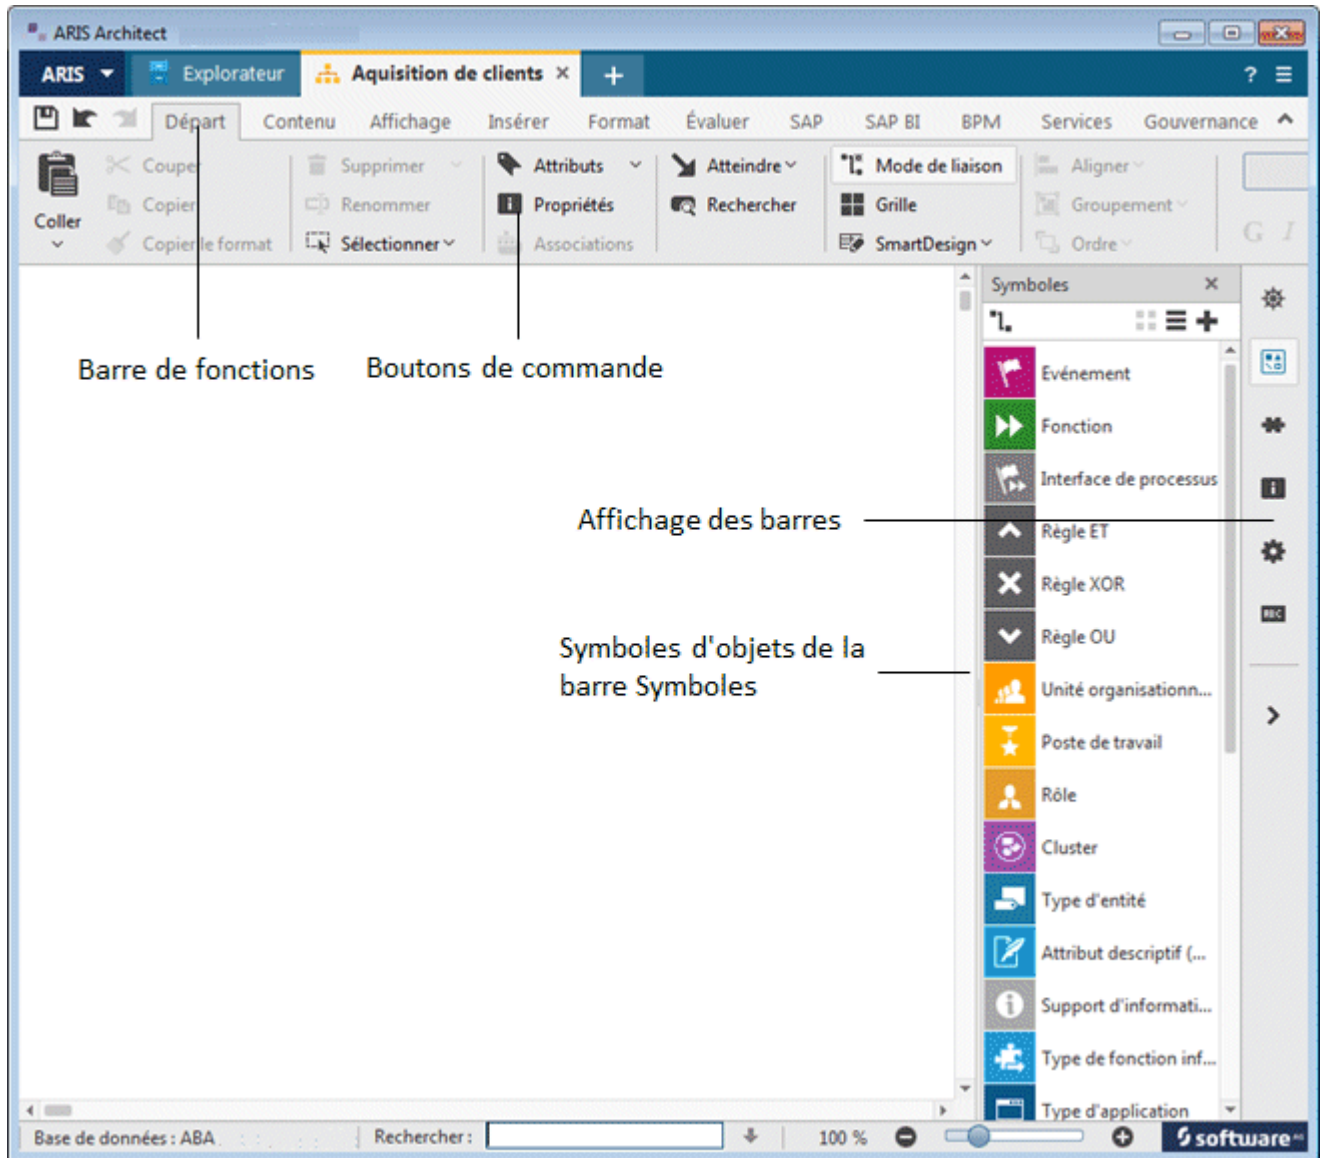 ARIS Architect
ARIS Explorateur Aquisition de clients × + ?
Départ Contenu Affichage Insérer Format Évaluer SAP SAP BI BPM Services Gouvernance
Couper Supprimer Attributs Atteindre Mode de liaison Aligner
Copier Renommer Propriétés Rechercher Grille Groupement
Coller
Copier le format Sélectionner Associations SmartDesign Ordre G I
Symboles ×
Barre de fonctions Boutons de commande
Evénement
Fonction
Interface de processus
Affichage des barres
Règle ET
Règle XOR
REC
Règle OU
Symboles d'objets de la
barre Symboles
Unité organisationn...
Poste de travail
Rôle
Cluster
Type d'entité
Attribut descriptif (...
Support d'informati...
Type de fonction inf...
Type d'application
Base de données : ABA Rechercher : 100 % software AG